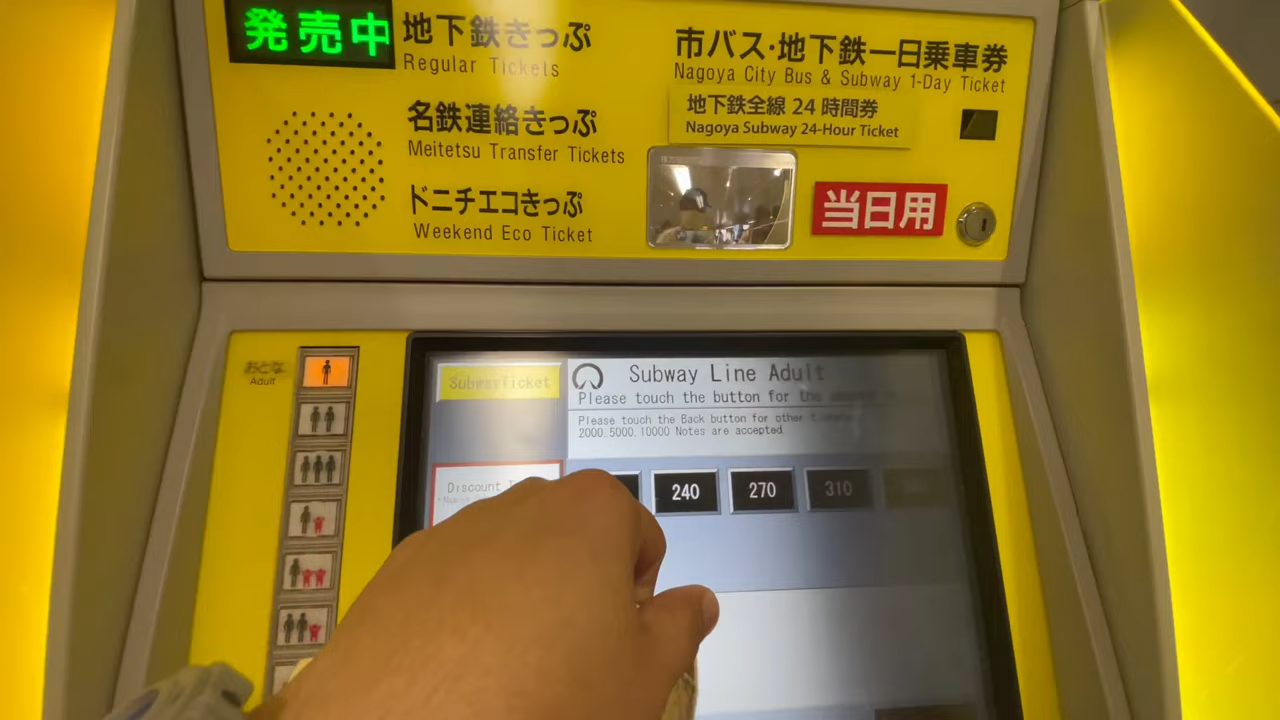 発売中
地下鉄きっぷ
Regular Tickets
名鉄連絡きっぷ
Meitetsu Transfer Tickets
ドニチエコきっぷ
Weekend Eco Ticket
市バス・地下鉄一日乗車券
Nagoya City Bus & Subway 1-Day Ticket
地下鉄全線 24 時間券
Nagoya Subway 24-Hour Ticket
当日用
おとな
Adult
SubwayTicket
Subway Line Adult
Please touch the button for the
Please touch the Back button for other
2000,5000,10000 Notes are accepted
Discount
240
270
310